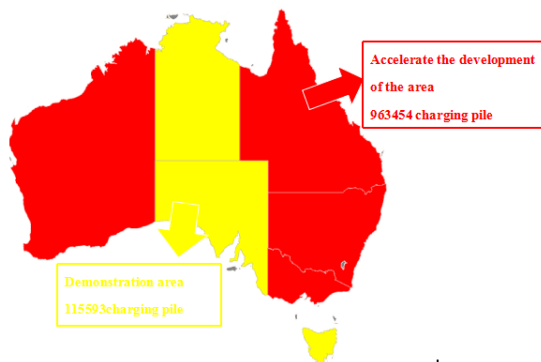 Accelerate the development
of the area
963454 charging pile
Demonstration area
115593charging pile